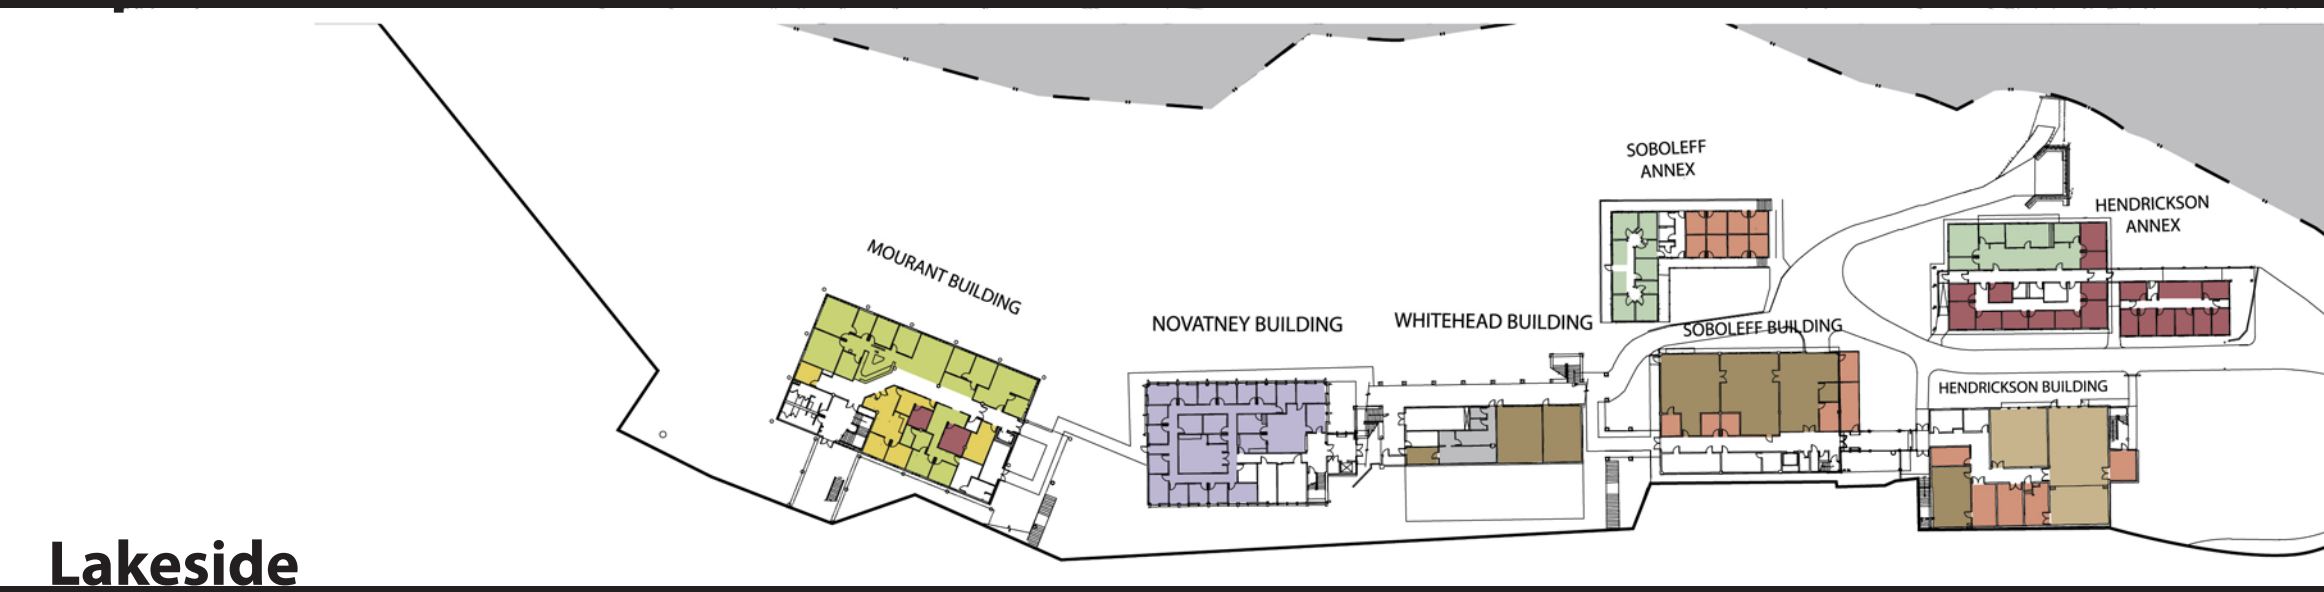 SOBOLEFF
ANNEX
HENDRICKSON
ANNEX
MOURANT BUILDING
NOVATNEY BUILDING
WHITEHEAD BUILDING
SOBOLEFF BUILDING
HENDRICKSON BUILDING
Lakeside